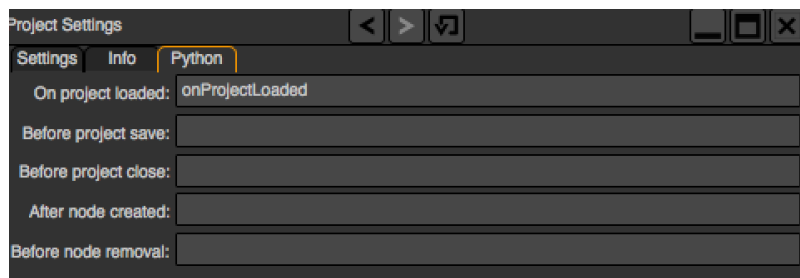 Project Settings
Settings Info Python
On project loaded: onProjectLoaded
Before project save:
Before project close:
After node created:
Before node removal: